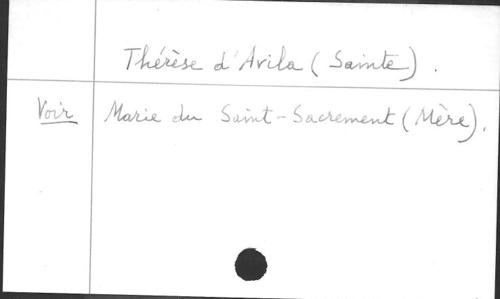 Thérèse d'Avila (Sainte).
Voir Marie du Saint-Sacrement (Mère).